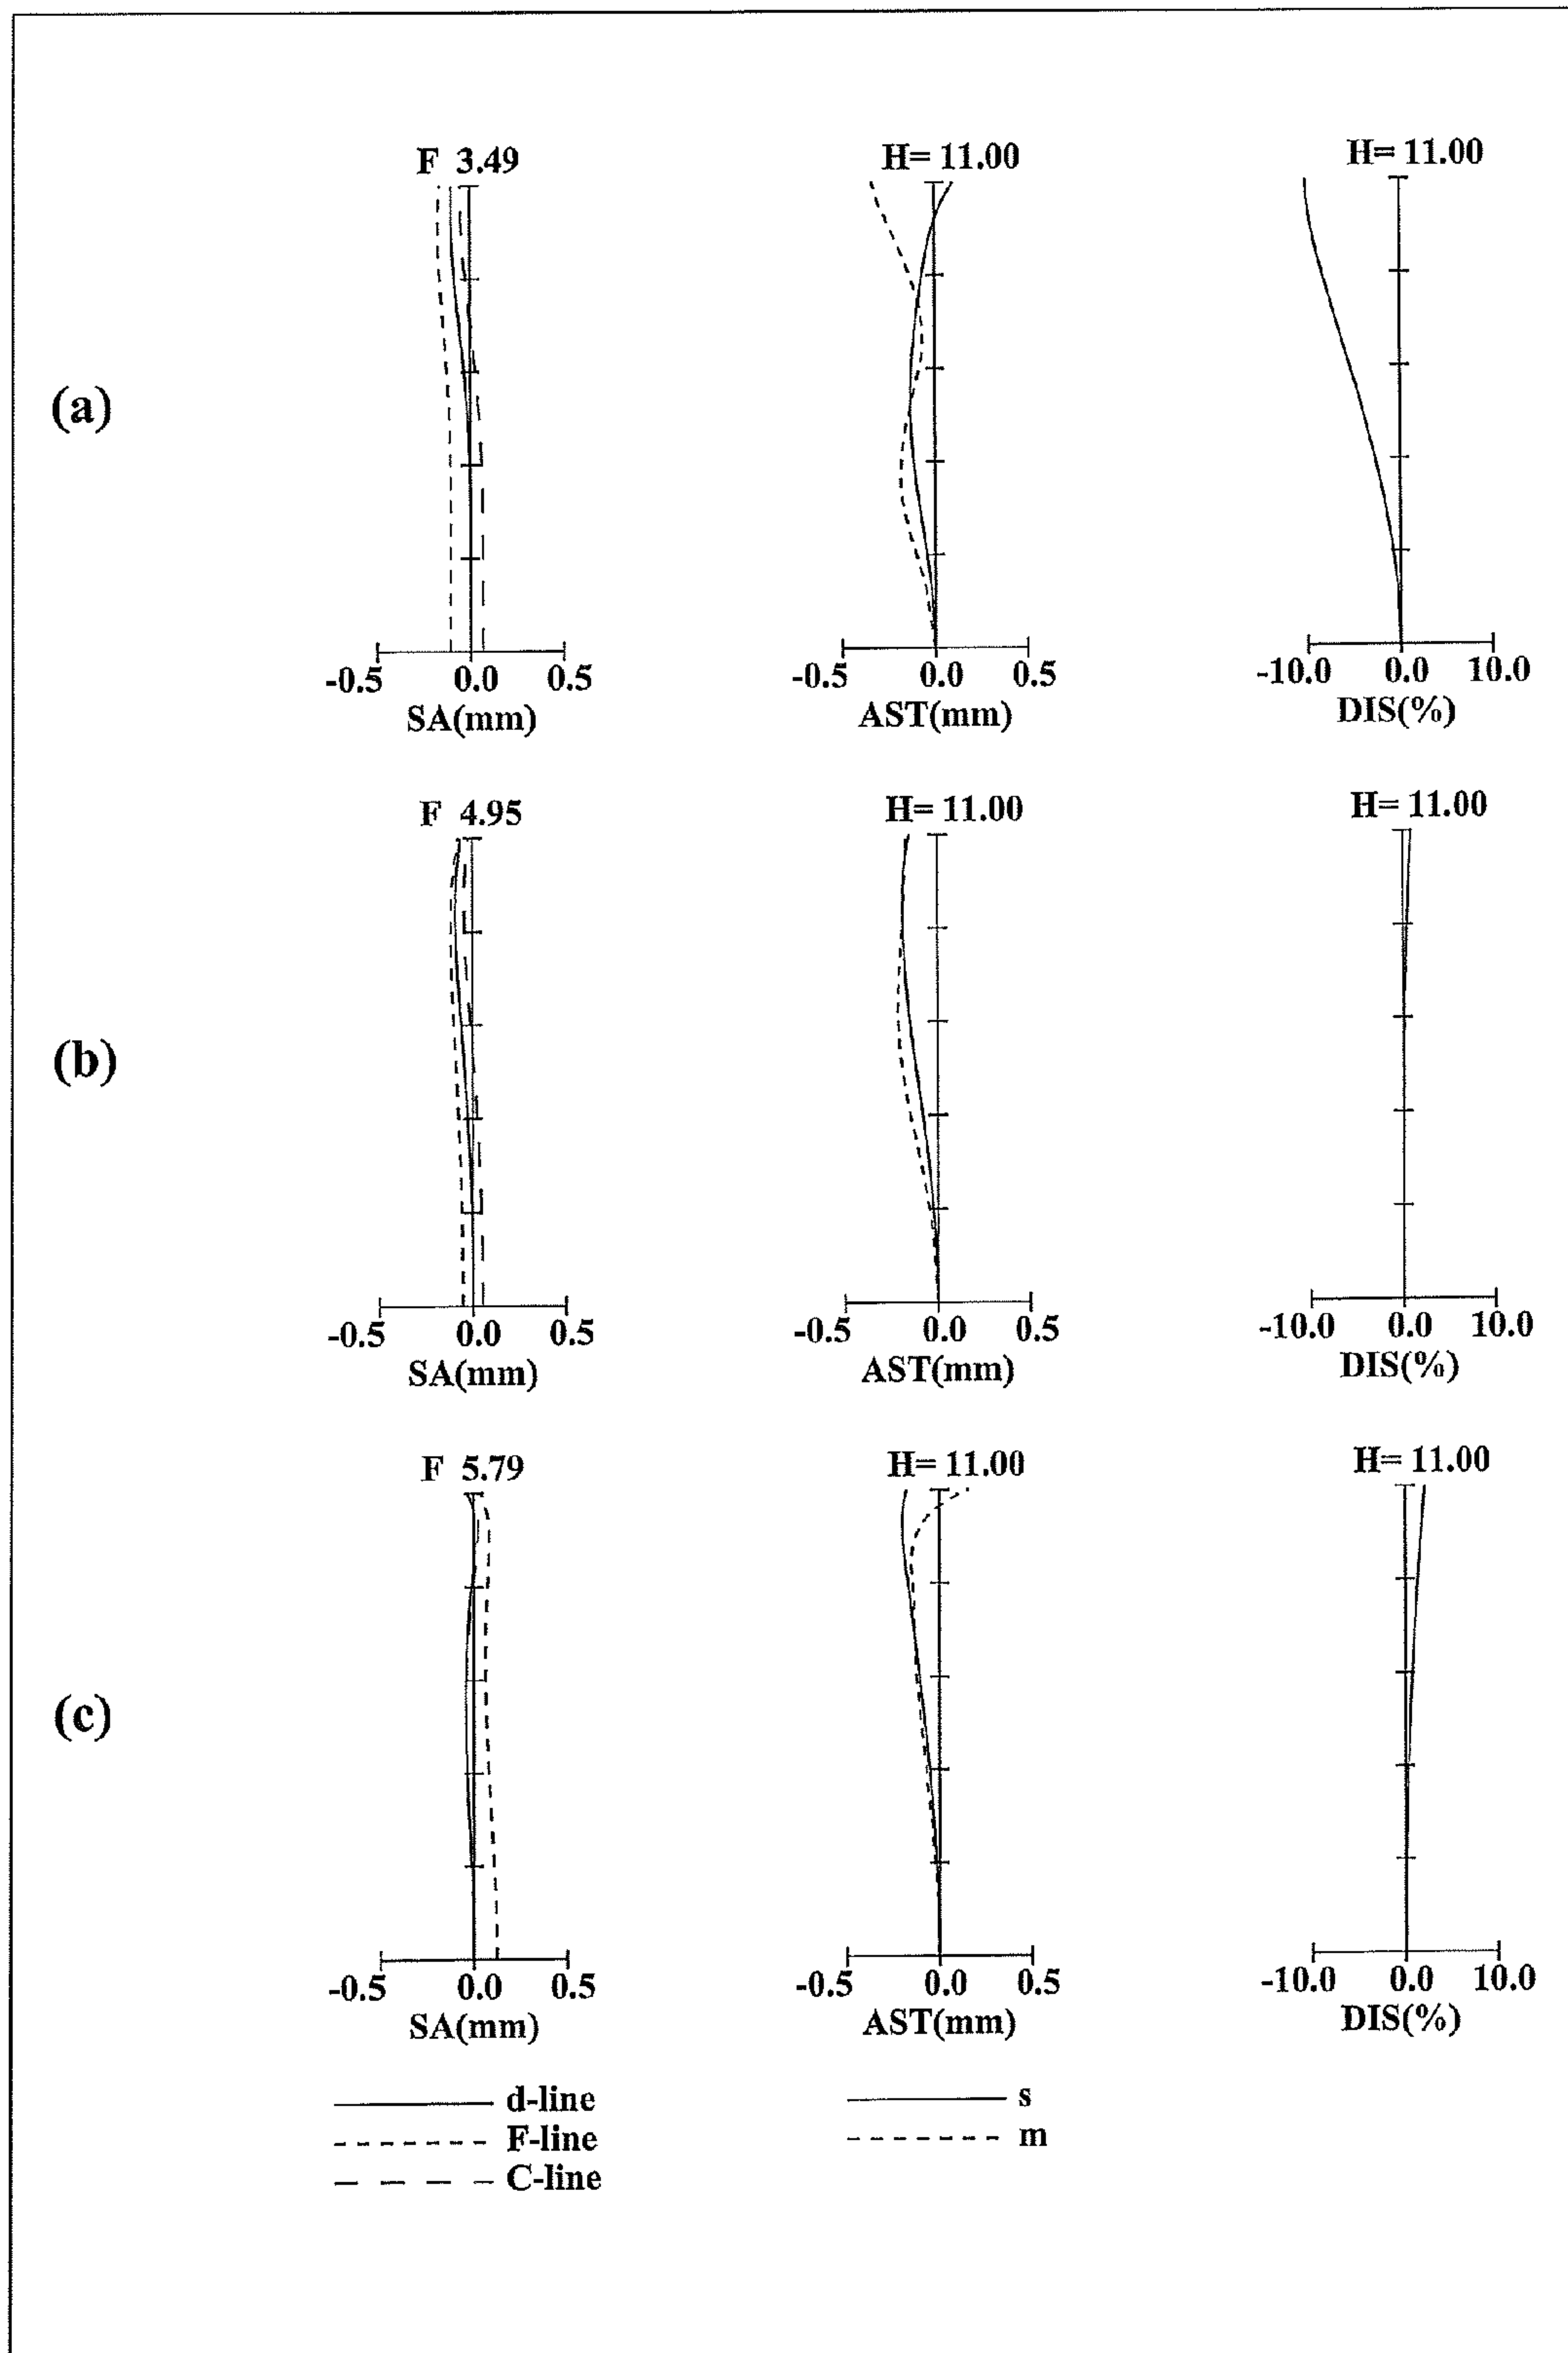 (a)
F 3.49
-0.5 0.0 0.5
SA(mm)
H= 11.00
-0.5 0.0 0.5
AST(mm)
H= 11.00
-10.0 0.0 10.0
DIS(%)
(b)
F 4.95
-0.5 0.0 0.5
SA(mm)
H= 11.00
-0.5 0.0 0.5
AST(mm)
H= 11.00
-10.0 0.0 10.0
DIS(%)
(c)
F 5.79
-0.5 0.0 0.5
SA(mm)
H= 11.00
-0.5 0.0 0.5
AST(mm)
H= 11.00
-10.0 0.0 10.0
DIS(%)
d-line
F-line
C-line
s
m